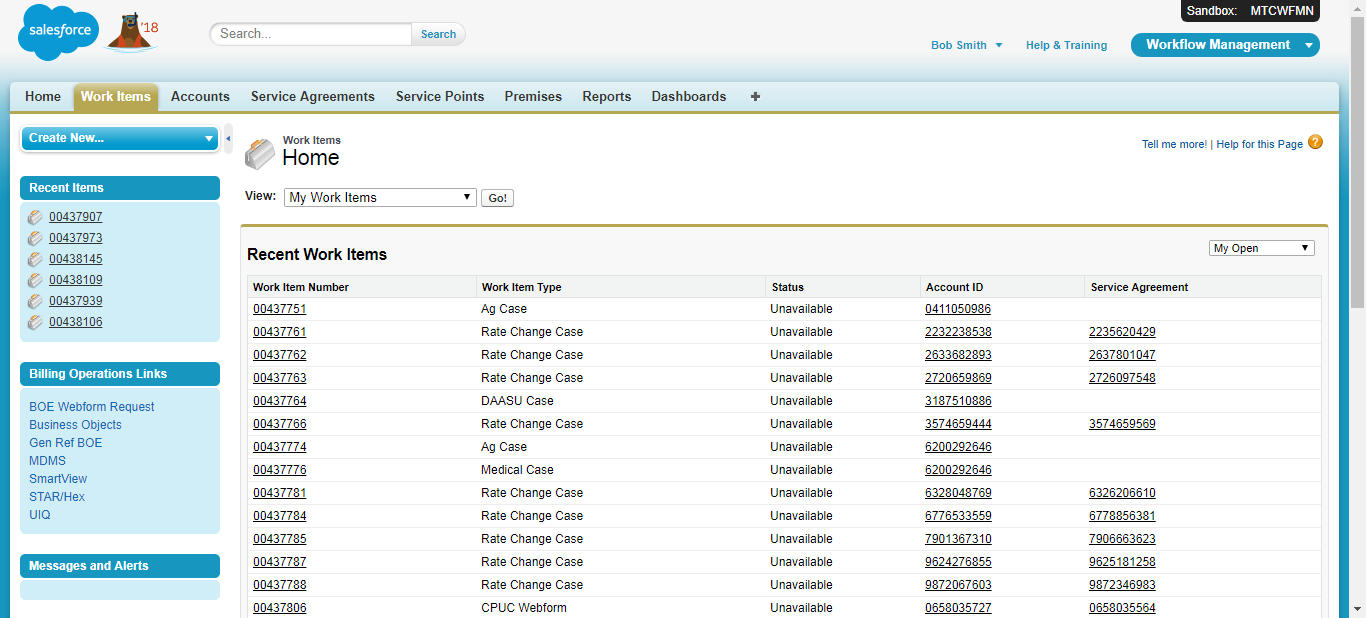 Sandbox: MTCWFMN
salesforce
'18
Search...
Search
Bob Smith
Help & Training
Workflow Management
Home
Work Items
Accounts
Service Agreements
Service Points
Premises
Reports
Dashboards
+
Create New...
Recent Items
00437907
00437973
00438145
00438109
00437939
00438106
Billing Operations Links
BOE Webform Request
Business Objects
Gen Ref BOE
MDMS
SmartView
STAR/Hex
UIQ
Messages and Alerts
Work Items
Home
Tell me more! | Help for this Page ?
View: My Work Items Go!
Recent Work Items
My Open
Work Item Number Work Item Type Status Account ID Service Agreement
00437751 Ag Case Unavailable 0411050986
00437761 Rate Change Case Unavailable 2232238538 2235620429
00437762 Rate Change Case Unavailable 2633682893 2637801047
00437763 Rate Change Case Unavailable 2720659869 2726097548
00437764 DAASU Case Unavailable 3187510886
00437766 Rate Change Case Unavailable 3574659444 3574659569
00437774 Ag Case Unavailable 6200292646
00437776 Medical Case Unavailable 6200292646
00437781 Rate Change Case Unavailable 6328048769 6326206610
00437784 Rate Change Case Unavailable 6776533559 6778856381
00437785 Rate Change Case Unavailable 7901367310 7906663623
00437787 Rate Change Case Unavailable 9624276855 9625181258
00437788 Rate Change Case Unavailable 9872067603 9872346983
00437806 CPUC Webform Unavailable 0658035727 0658035564